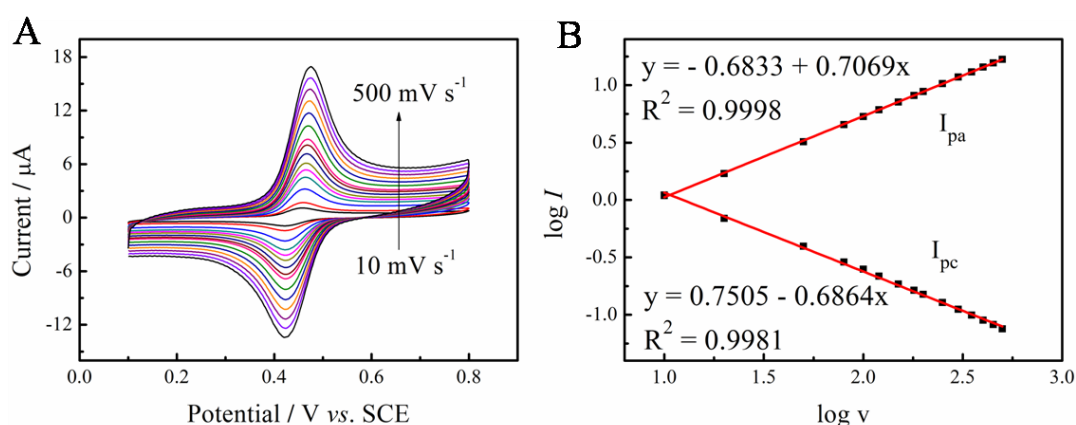 A
18
12
6
0
-6
-12
0.0 0.2 0.4 0.6 0.8
Current / μA
Potential / V vs. SCE
500 mV s-1
10 mV s-1
B
1.0
0.5
0.0
-0.5
-1.0
1.0 1.5 2.0 2.5 3.0
log I
log v
y = - 0.6833 + 0.7069x
R2 = 0.9998
Ipa
Ipc
y = 0.7505 - 0.6864x
R2 = 0.9981